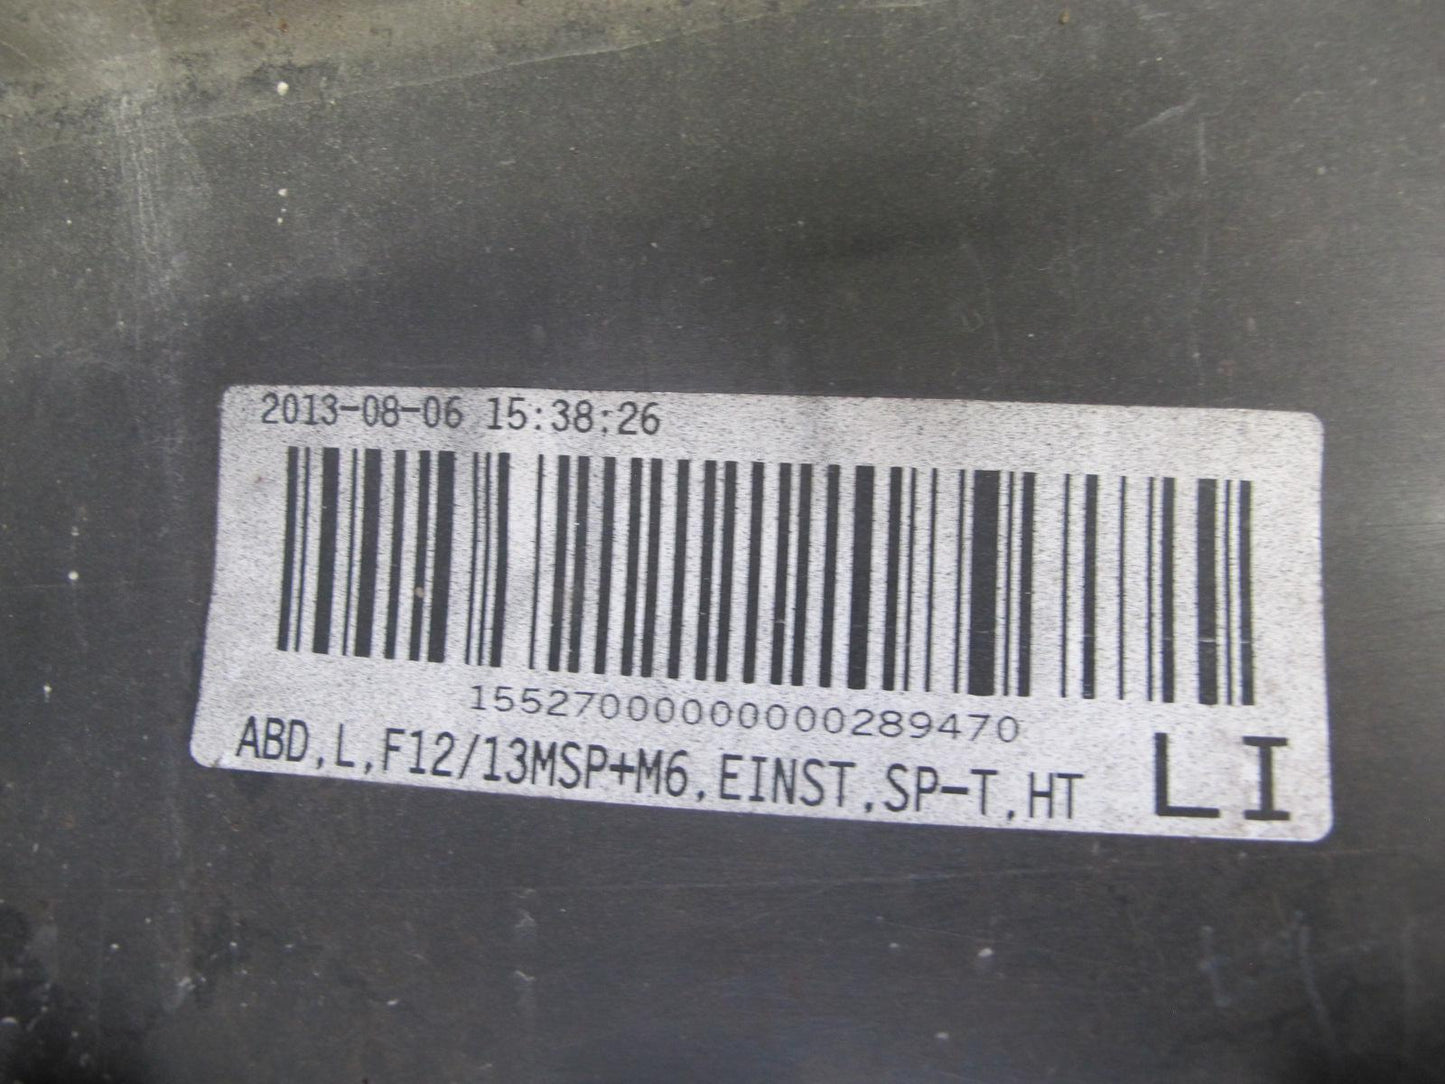 2013-08-06 15:38:26
15527000000000289470
ABD,L,F12/13MSP+M6,EINST,SP-T,HT LI